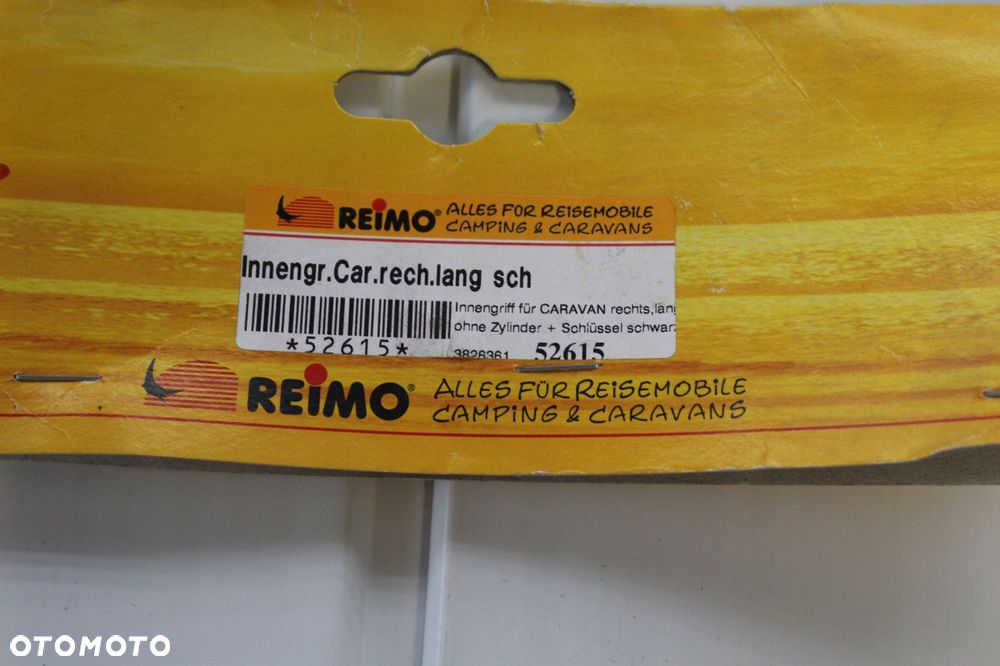 REIMO® ALLES FÜR REISEMOBILE
CAMPING & CARAVANS
Innengr.Car.rech.lang sch
Innengriff für CARAVAN rechts,lang
ohne Zylinder + Schlüssel schwarz
*52615*
3826361 52615
REIMO® ALLES FÜR REISEMOBILE
CAMPING & CARAVANS
OTOMOTO